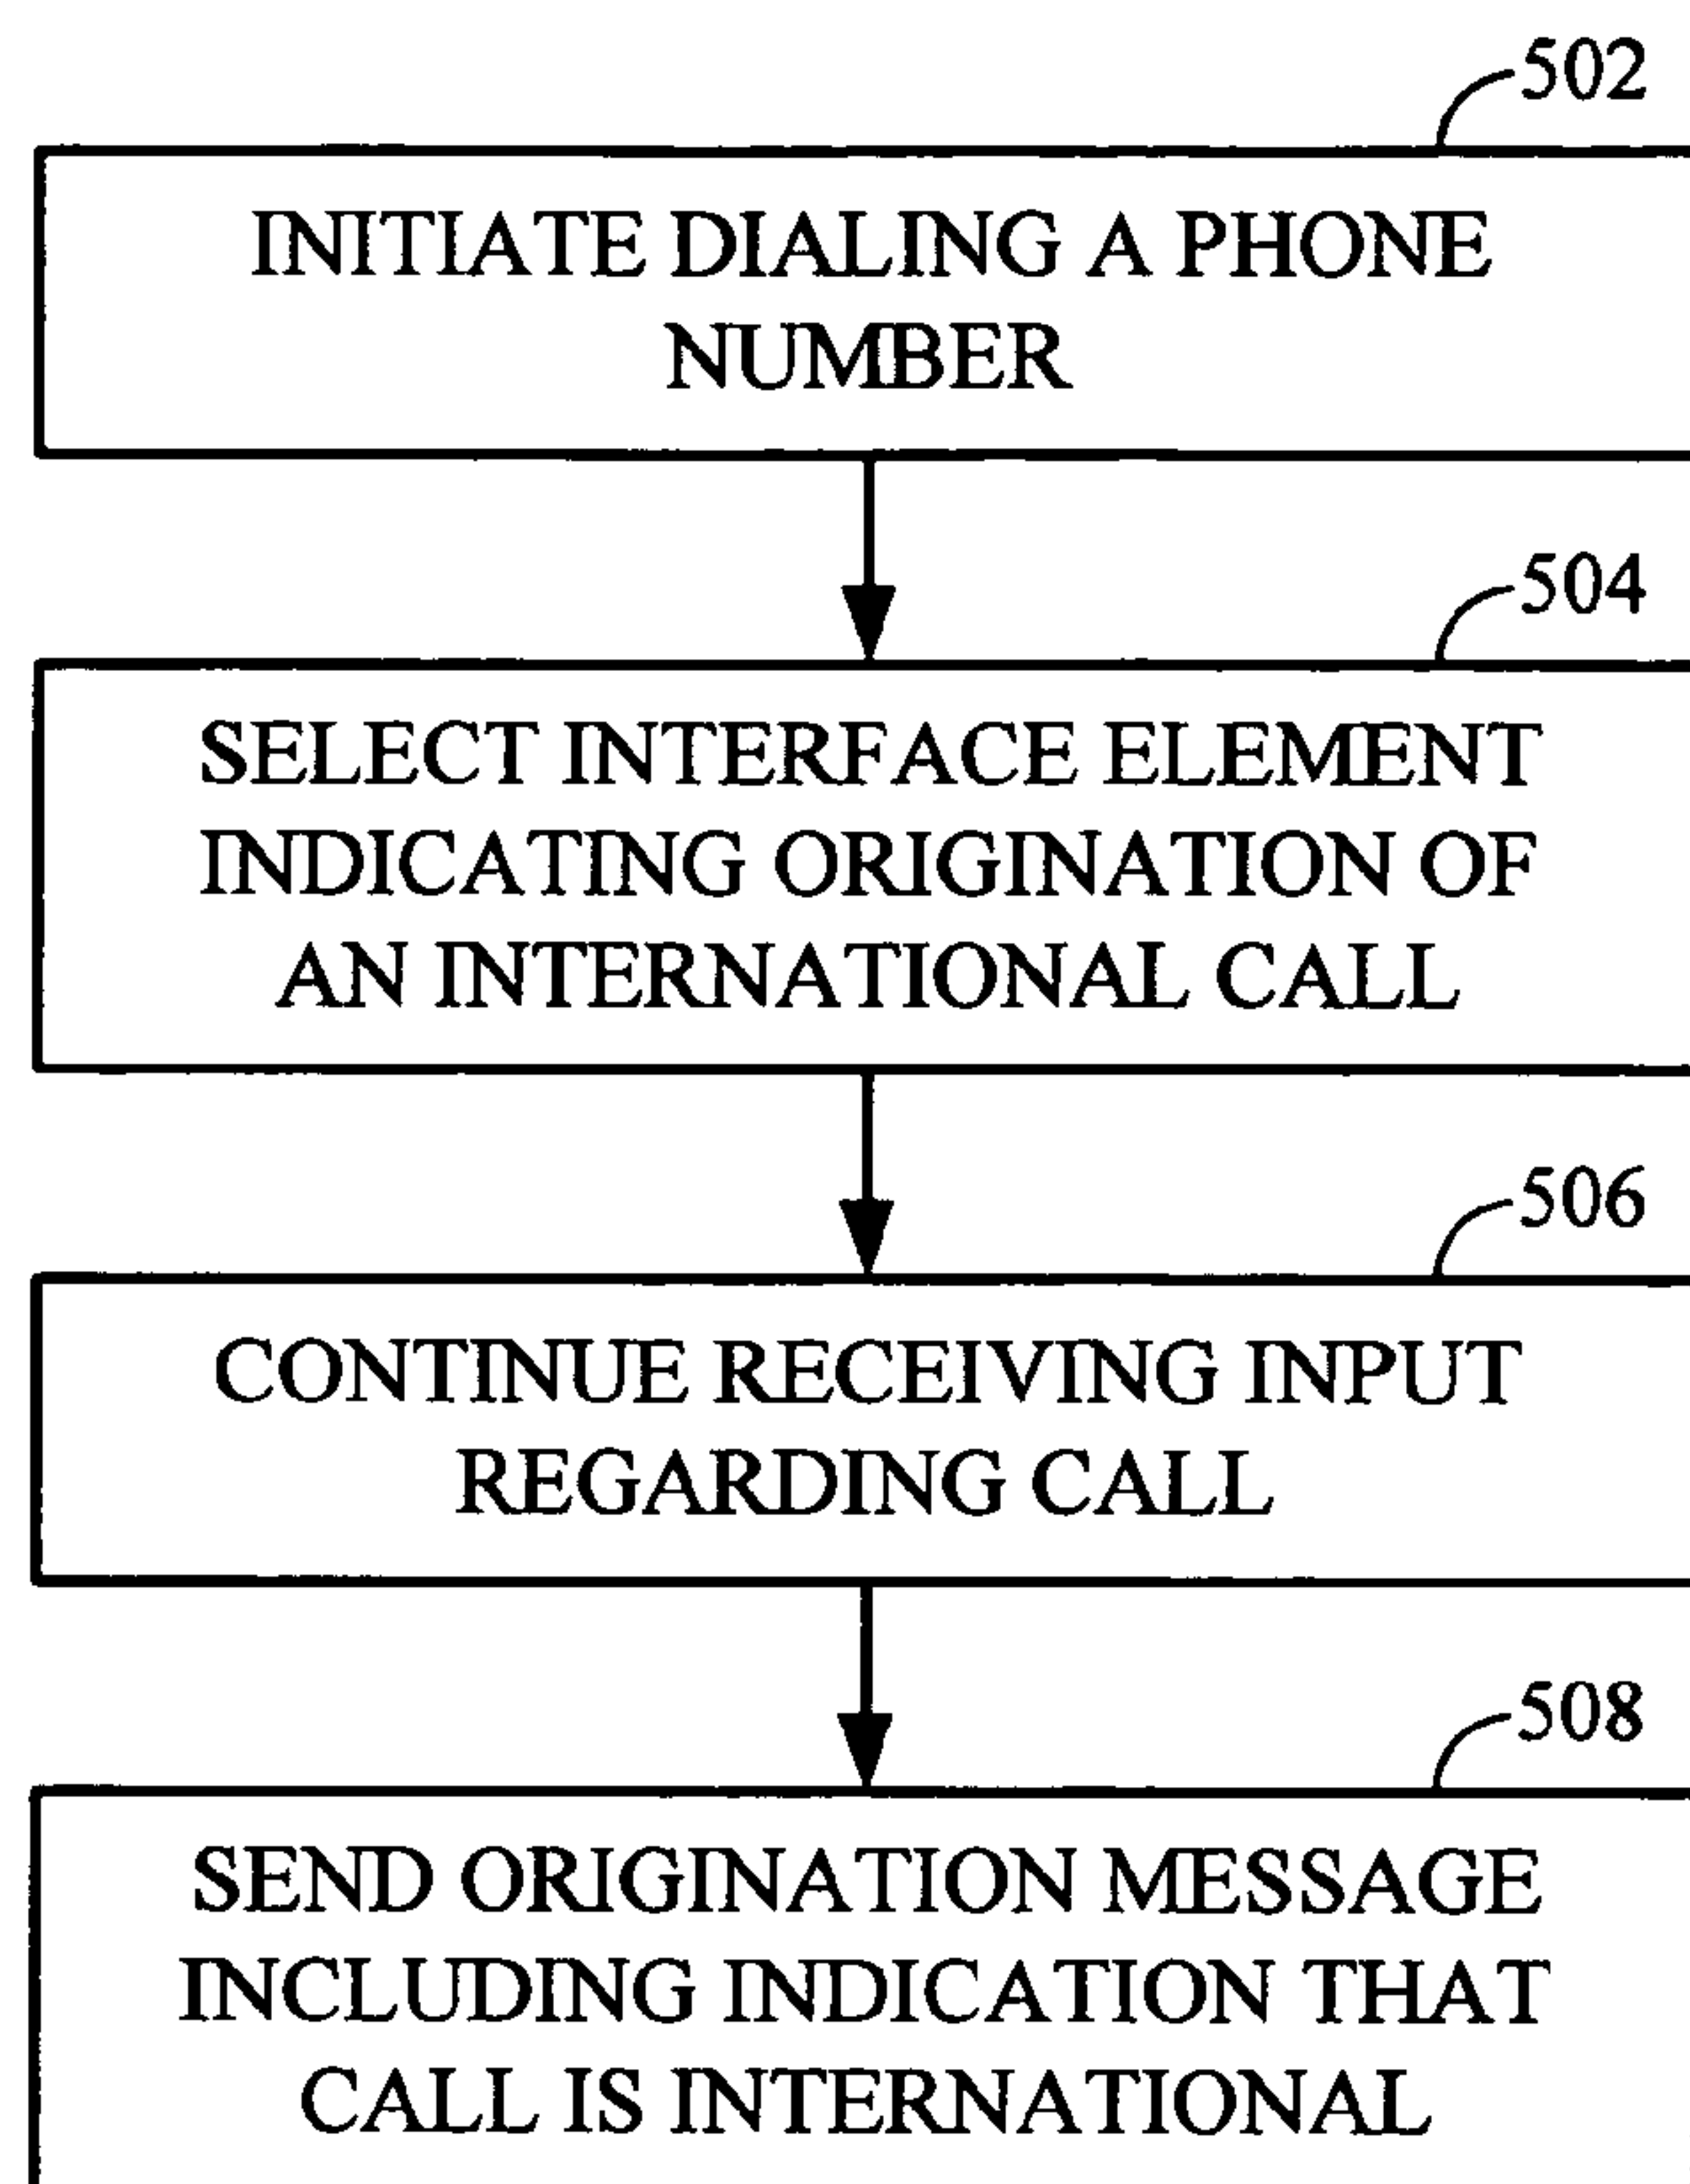 502
INITIATE DIALING A PHONE
NUMBER
504
SELECT INTERFACE ELEMENT
INDICATING ORIGINATION OF
AN INTERNATIONAL CALL
506
CONTINUE RECEIVING INPUT
REGARDING CALL
508
SEND ORIGINATION MESSAGE
INCLUDING INDICATION THAT
CALL IS INTERNATIONAL